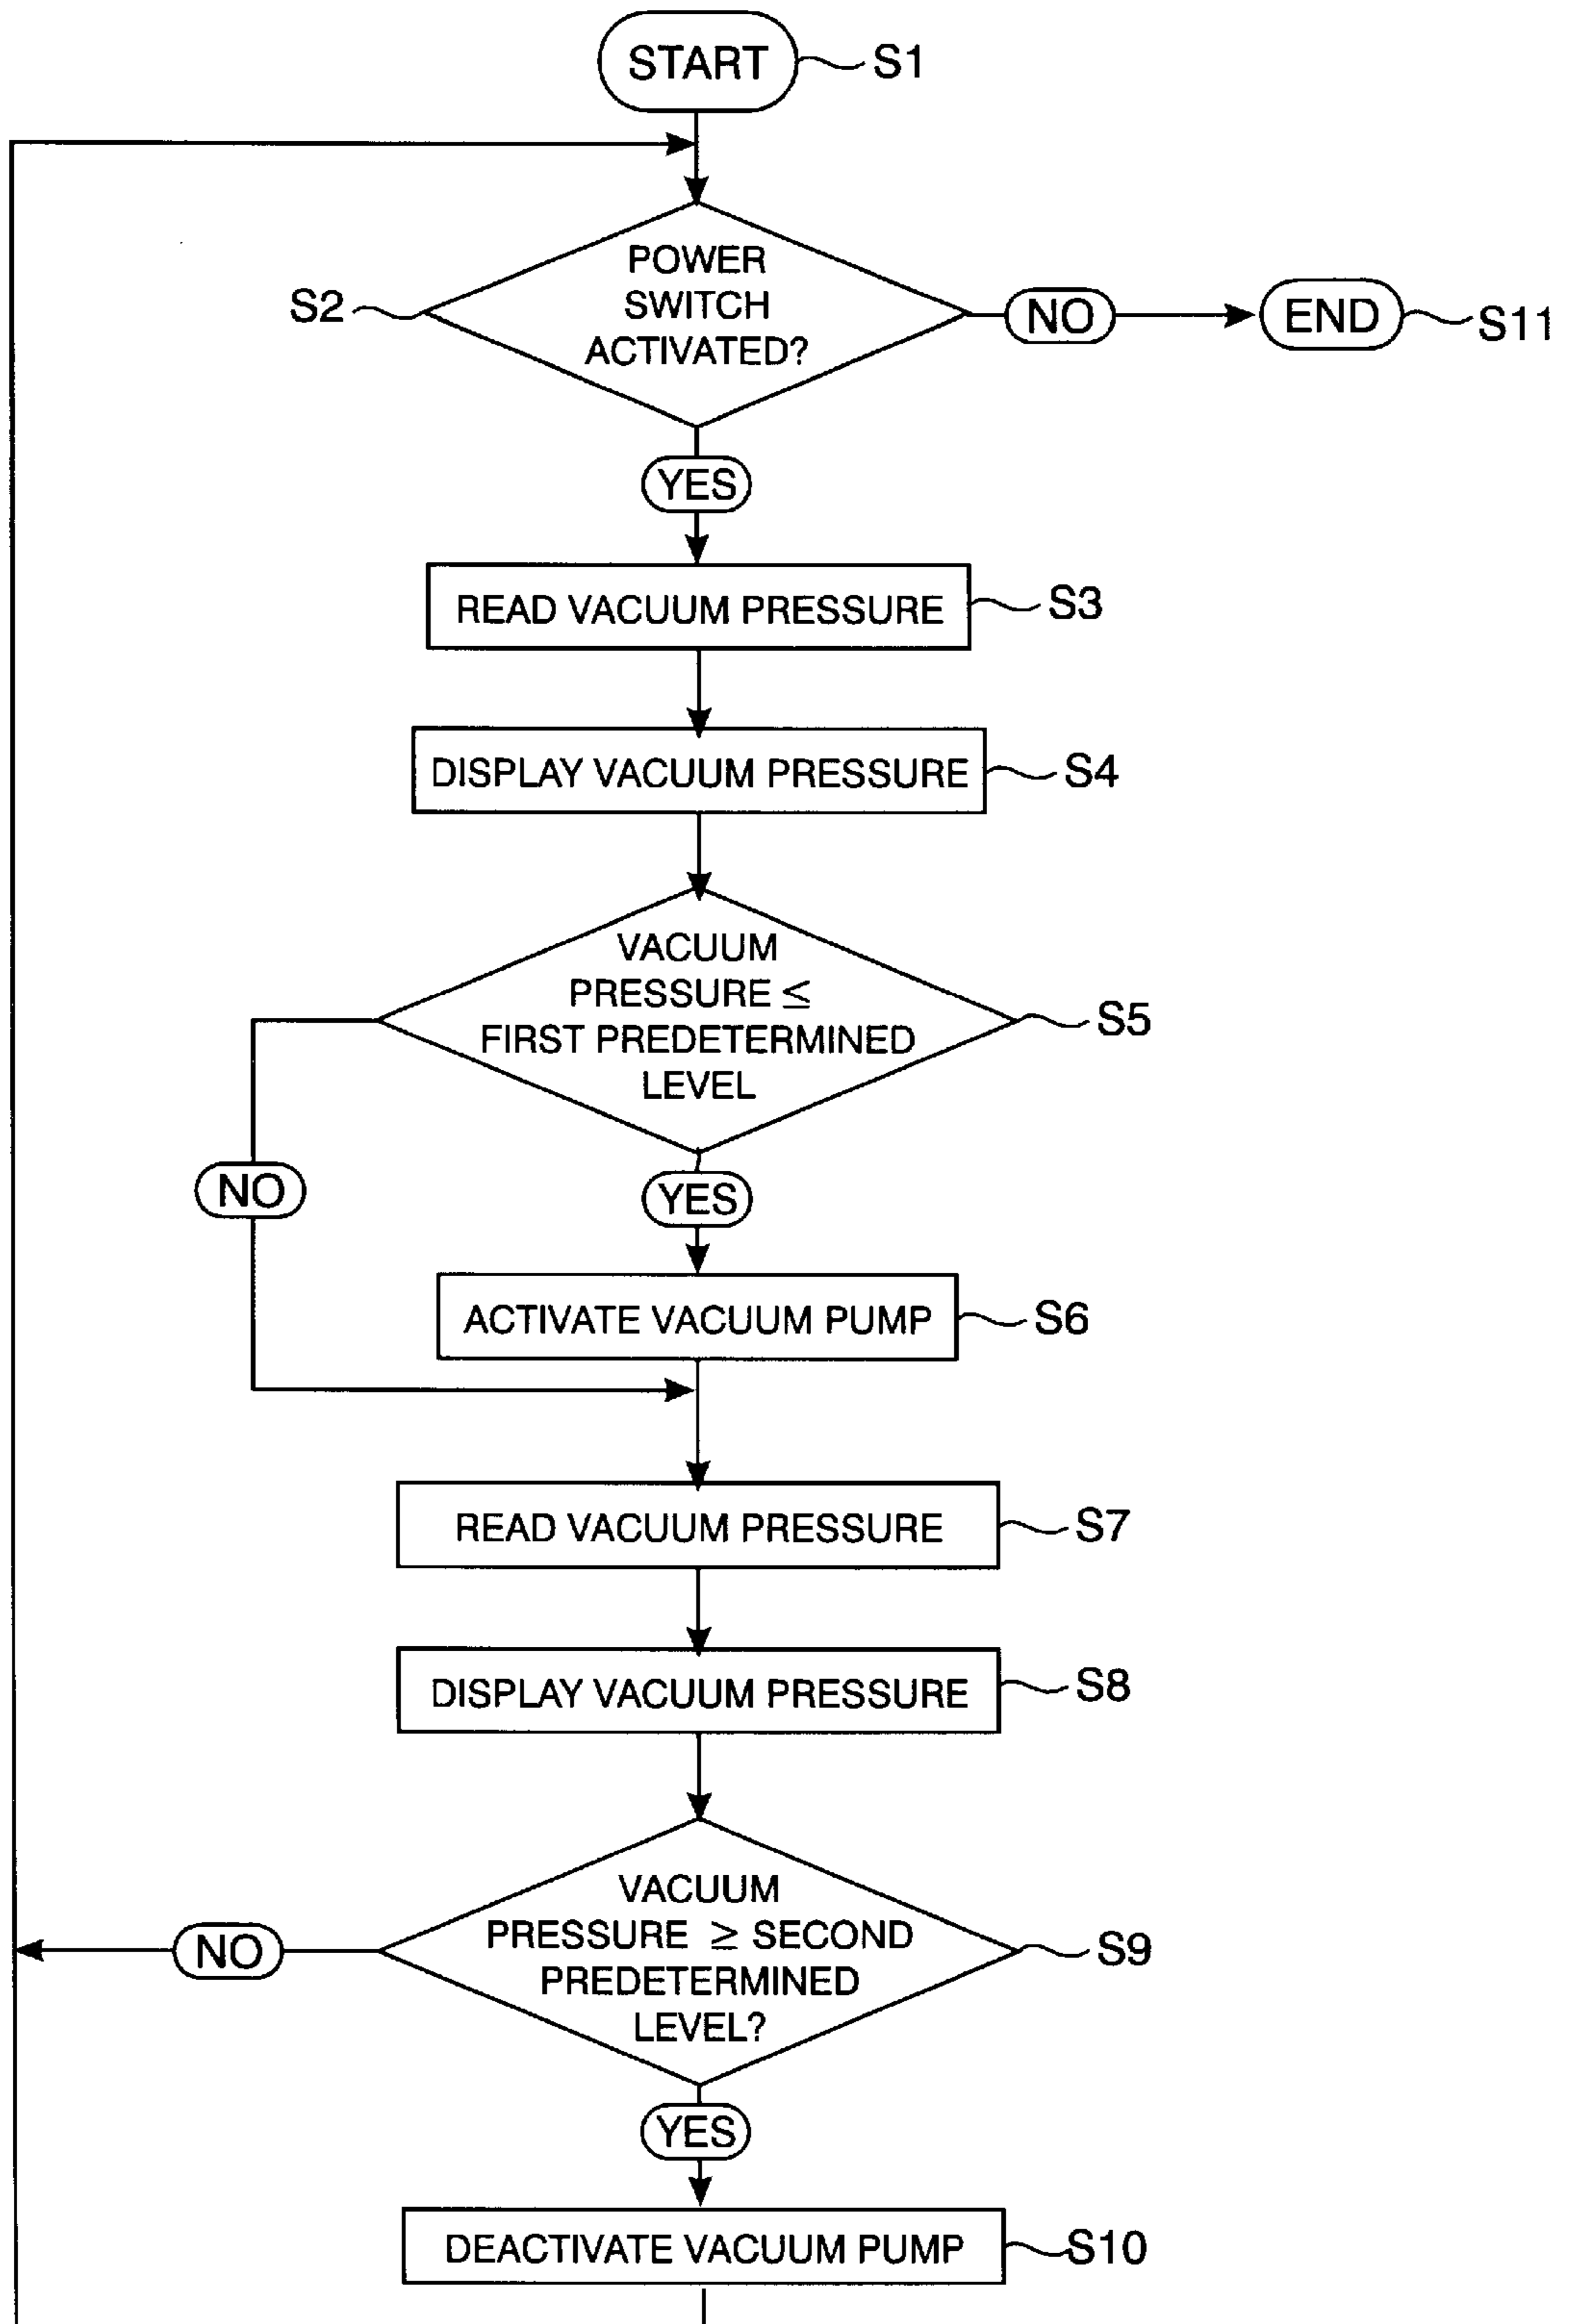 START
S1
POWER
SWITCH
ACTIVATED?
S2
NO
END
S11
YES
READ VACUUM PRESSURE
S3
DISPLAY VACUUM PRESSURE
S4
VACUUM
PRESSURE ≤
FIRST PREDETERMINED
LEVEL
S5
NO
YES
ACTIVATE VACUUM PUMP
S6
READ VACUUM PRESSURE
S7
DISPLAY VACUUM PRESSURE
S8
VACUUM
PRESSURE ≥ SECOND
PREDETERMINED
LEVEL?
S9
NO
YES
DEACTIVATE VACUUM PUMP
S10